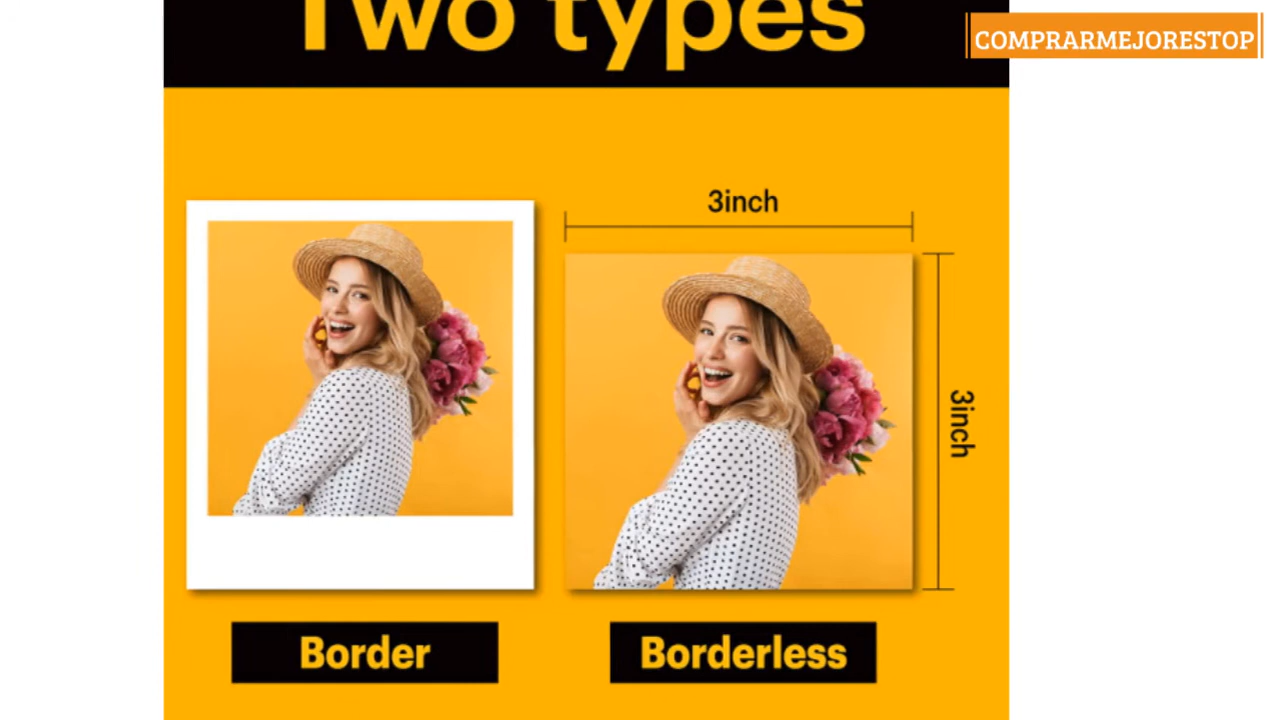 Two types
COMPRARMEJORESTOP
3inch
3inch
Border
Borderless